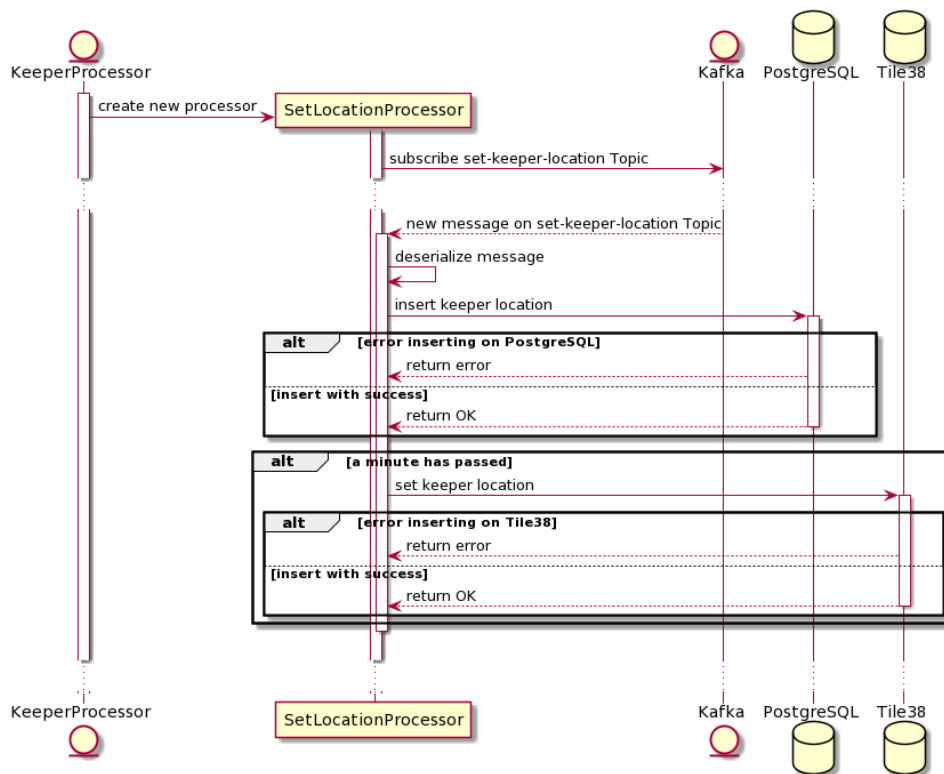 KeeperProcessor
Kafka
PostgreSQL
Tile38
create new processor
SetLocationProcessor
subscribe set-keeper-location Topic
new message on set-keeper-location Topic
deserialize message
insert keeper location
alt
[error inserting on PostgreSQL]
return error
[insert with success]
return OK
alt
[a minute has passed]
set keeper location
alt
[error inserting on Tile38]
return error
[insert with success]
return OK
KeeperProcessor
SetLocationProcessor
Kafka
PostgreSQL
Tile38